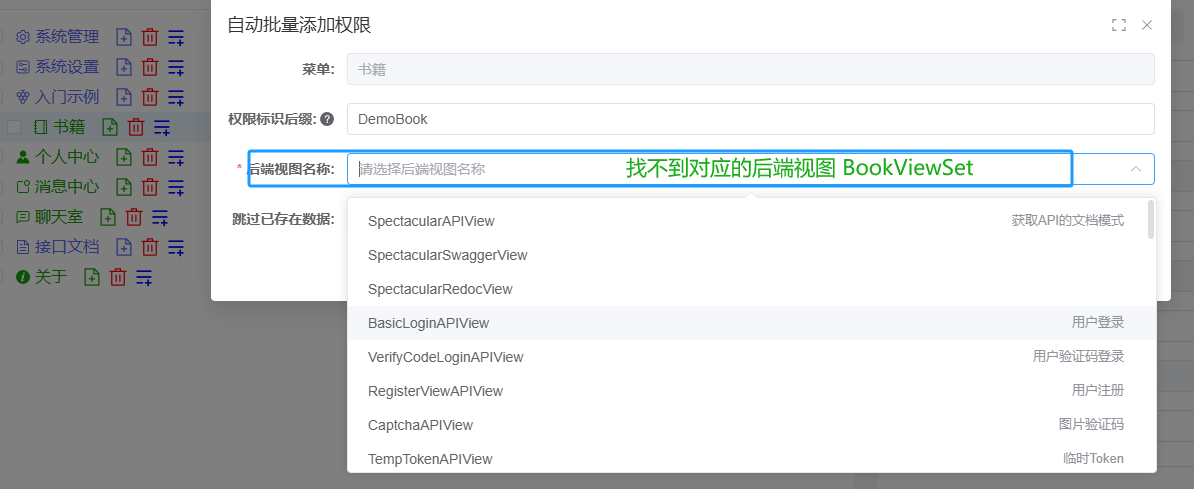 自动批量添加权限
系统管理
系统设置
入门示例
书籍
个人中心
消息中心
聊天室
接口文档
关于
菜单: 书籍
权限标识后缀: DemoBook
* 后端视图名称: 请选择后端视图名称 找不到对应的后端视图 BookViewSet
跳过已存在数据:
SpectacularAPIView 获取API的文档模式
SpectacularSwaggerView
SpectacularRedocView
BasicLoginAPIView 用户登录
VerifyCodeLoginAPIView 用户验证码登录
RegisterViewAPIView 用户注册
CaptchaAPIView 图片验证码
TempTokenAPIView 临时Token